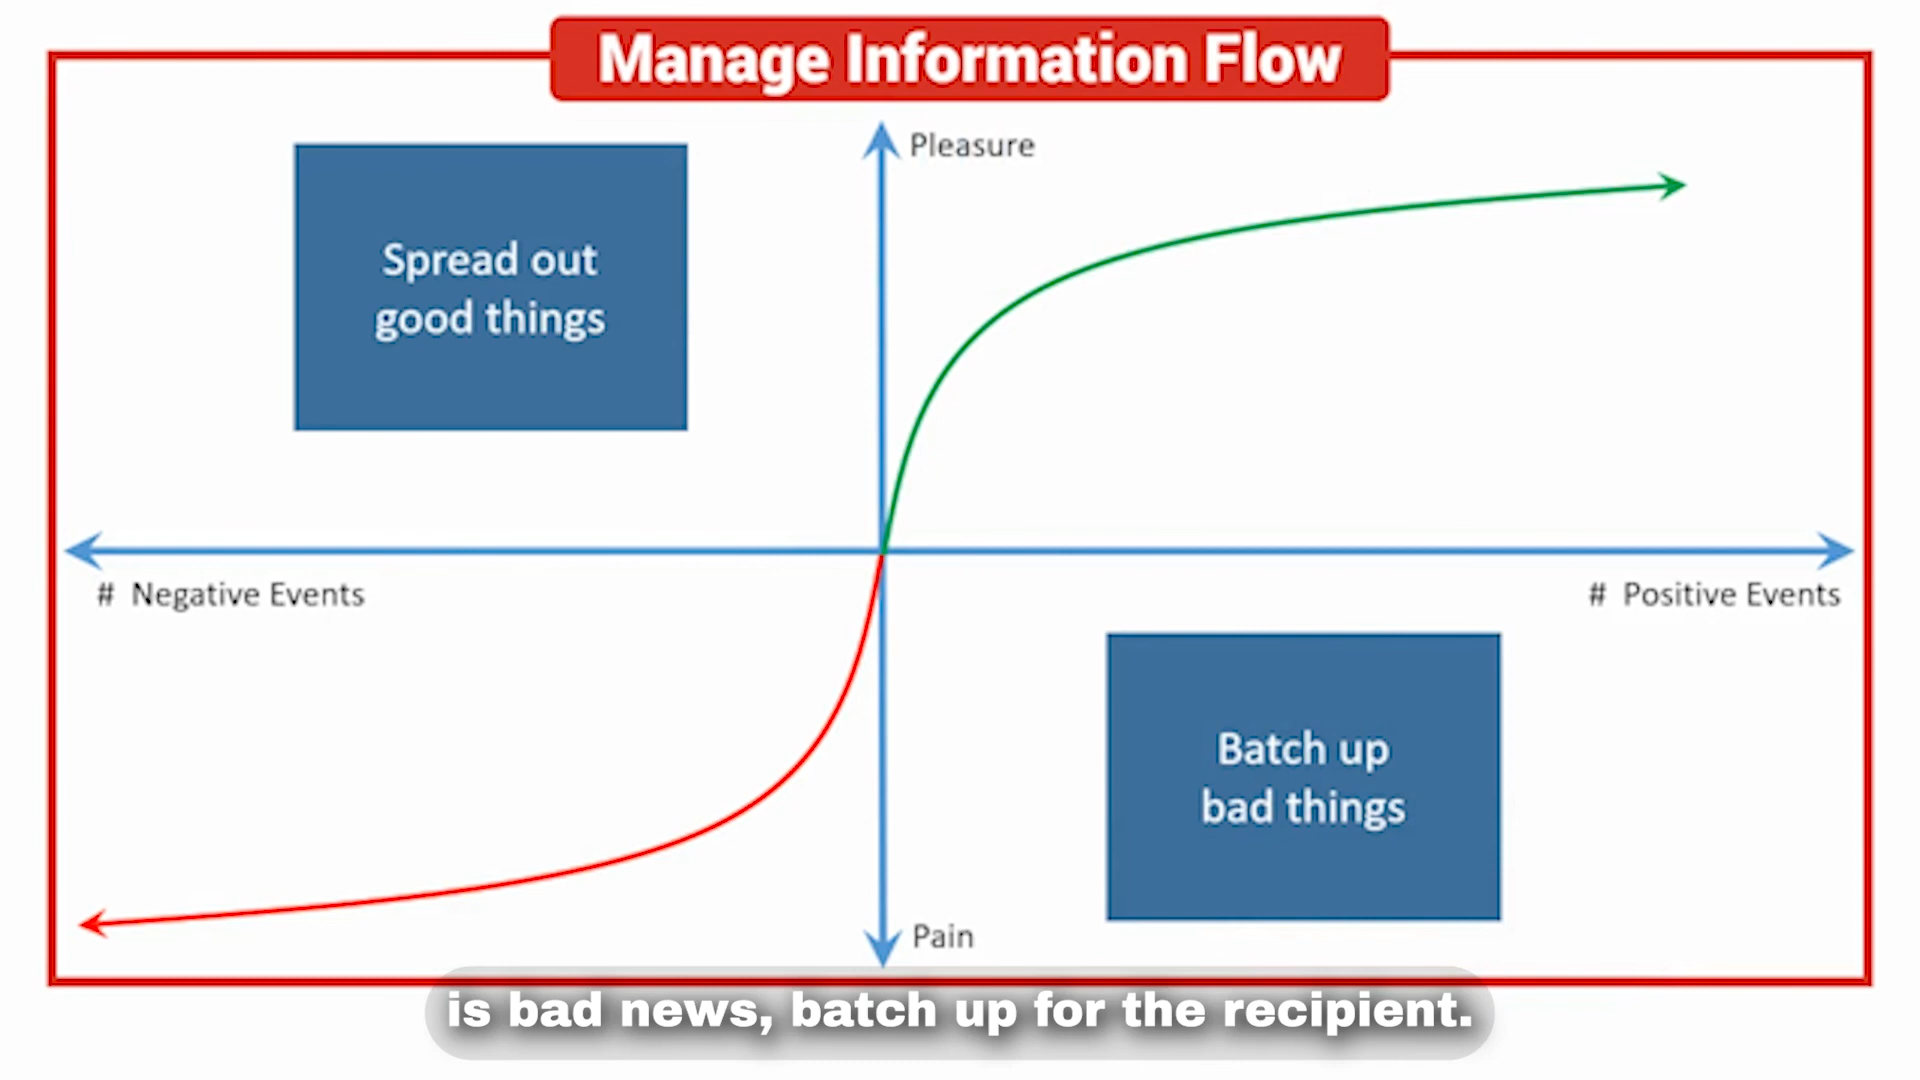 Manage Information Flow
Pleasure
Spread out
good things
# Negative Events
# Positive Events
Batch up
bad things
Pain
is bad news, batch up for the recipient.